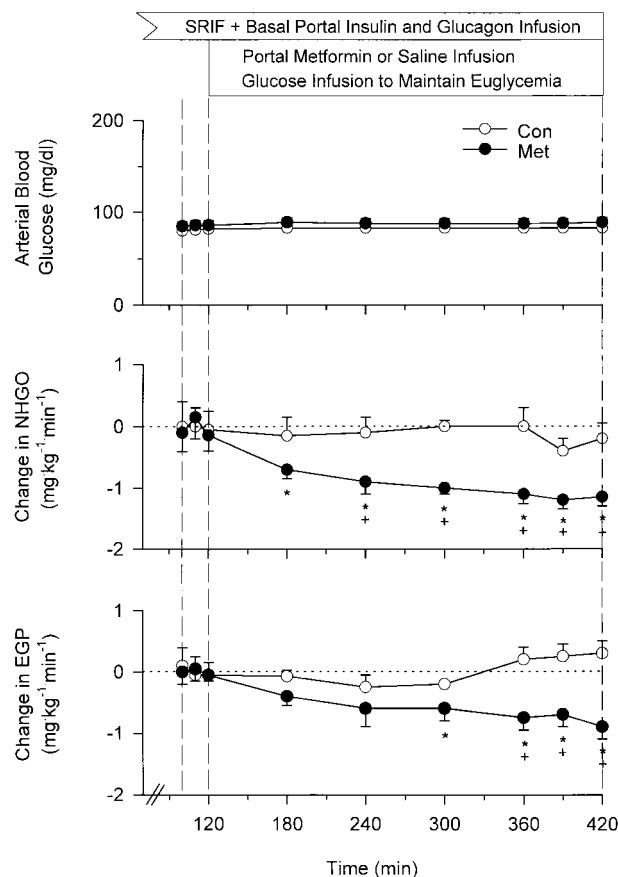 SRIF + Basal Portal Insulin and Glucagon Infusion
Portal Metformin or Saline Infusion
Glucose Infusion to Maintain Euglycemia
Con
Met
Arterial Blood
Glucose (mg/dl)
200
100
0
Change in NHGO
(mg·kg⁻¹·min⁻¹)
1
0
-1
-2
*
*
+
*
+
*
+
*
+
*
+
Change in EGP
(mg·kg⁻¹·min⁻¹)
1
0
-1
-2
*
*
+
*
+
*
+
120 180 240 300 360 420
Time (min)